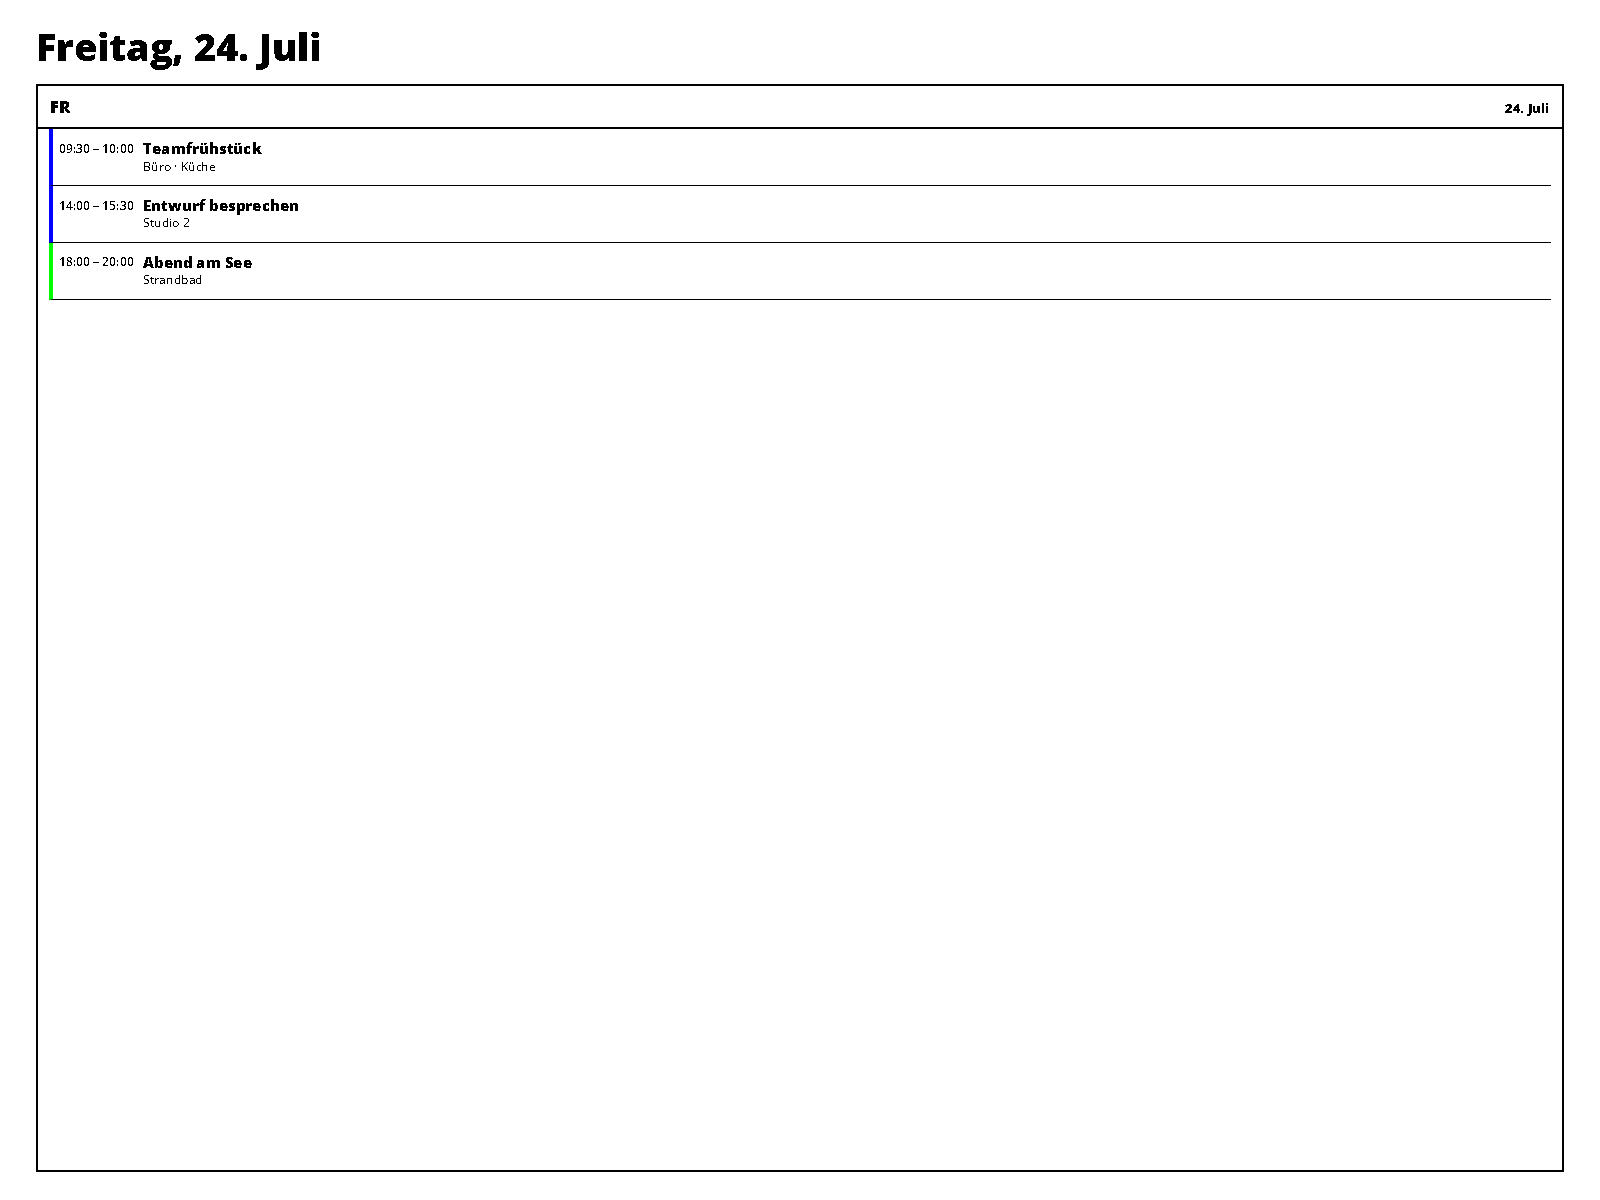 Freitag, 24. Juli
FR 24. Juli
09:30 – 10:00 Teamfrühstück
Büro · Küche
14:00 – 15:30 Entwurf besprechen
Studio 2
18:00 – 20:00 Abend am See
Strandbad